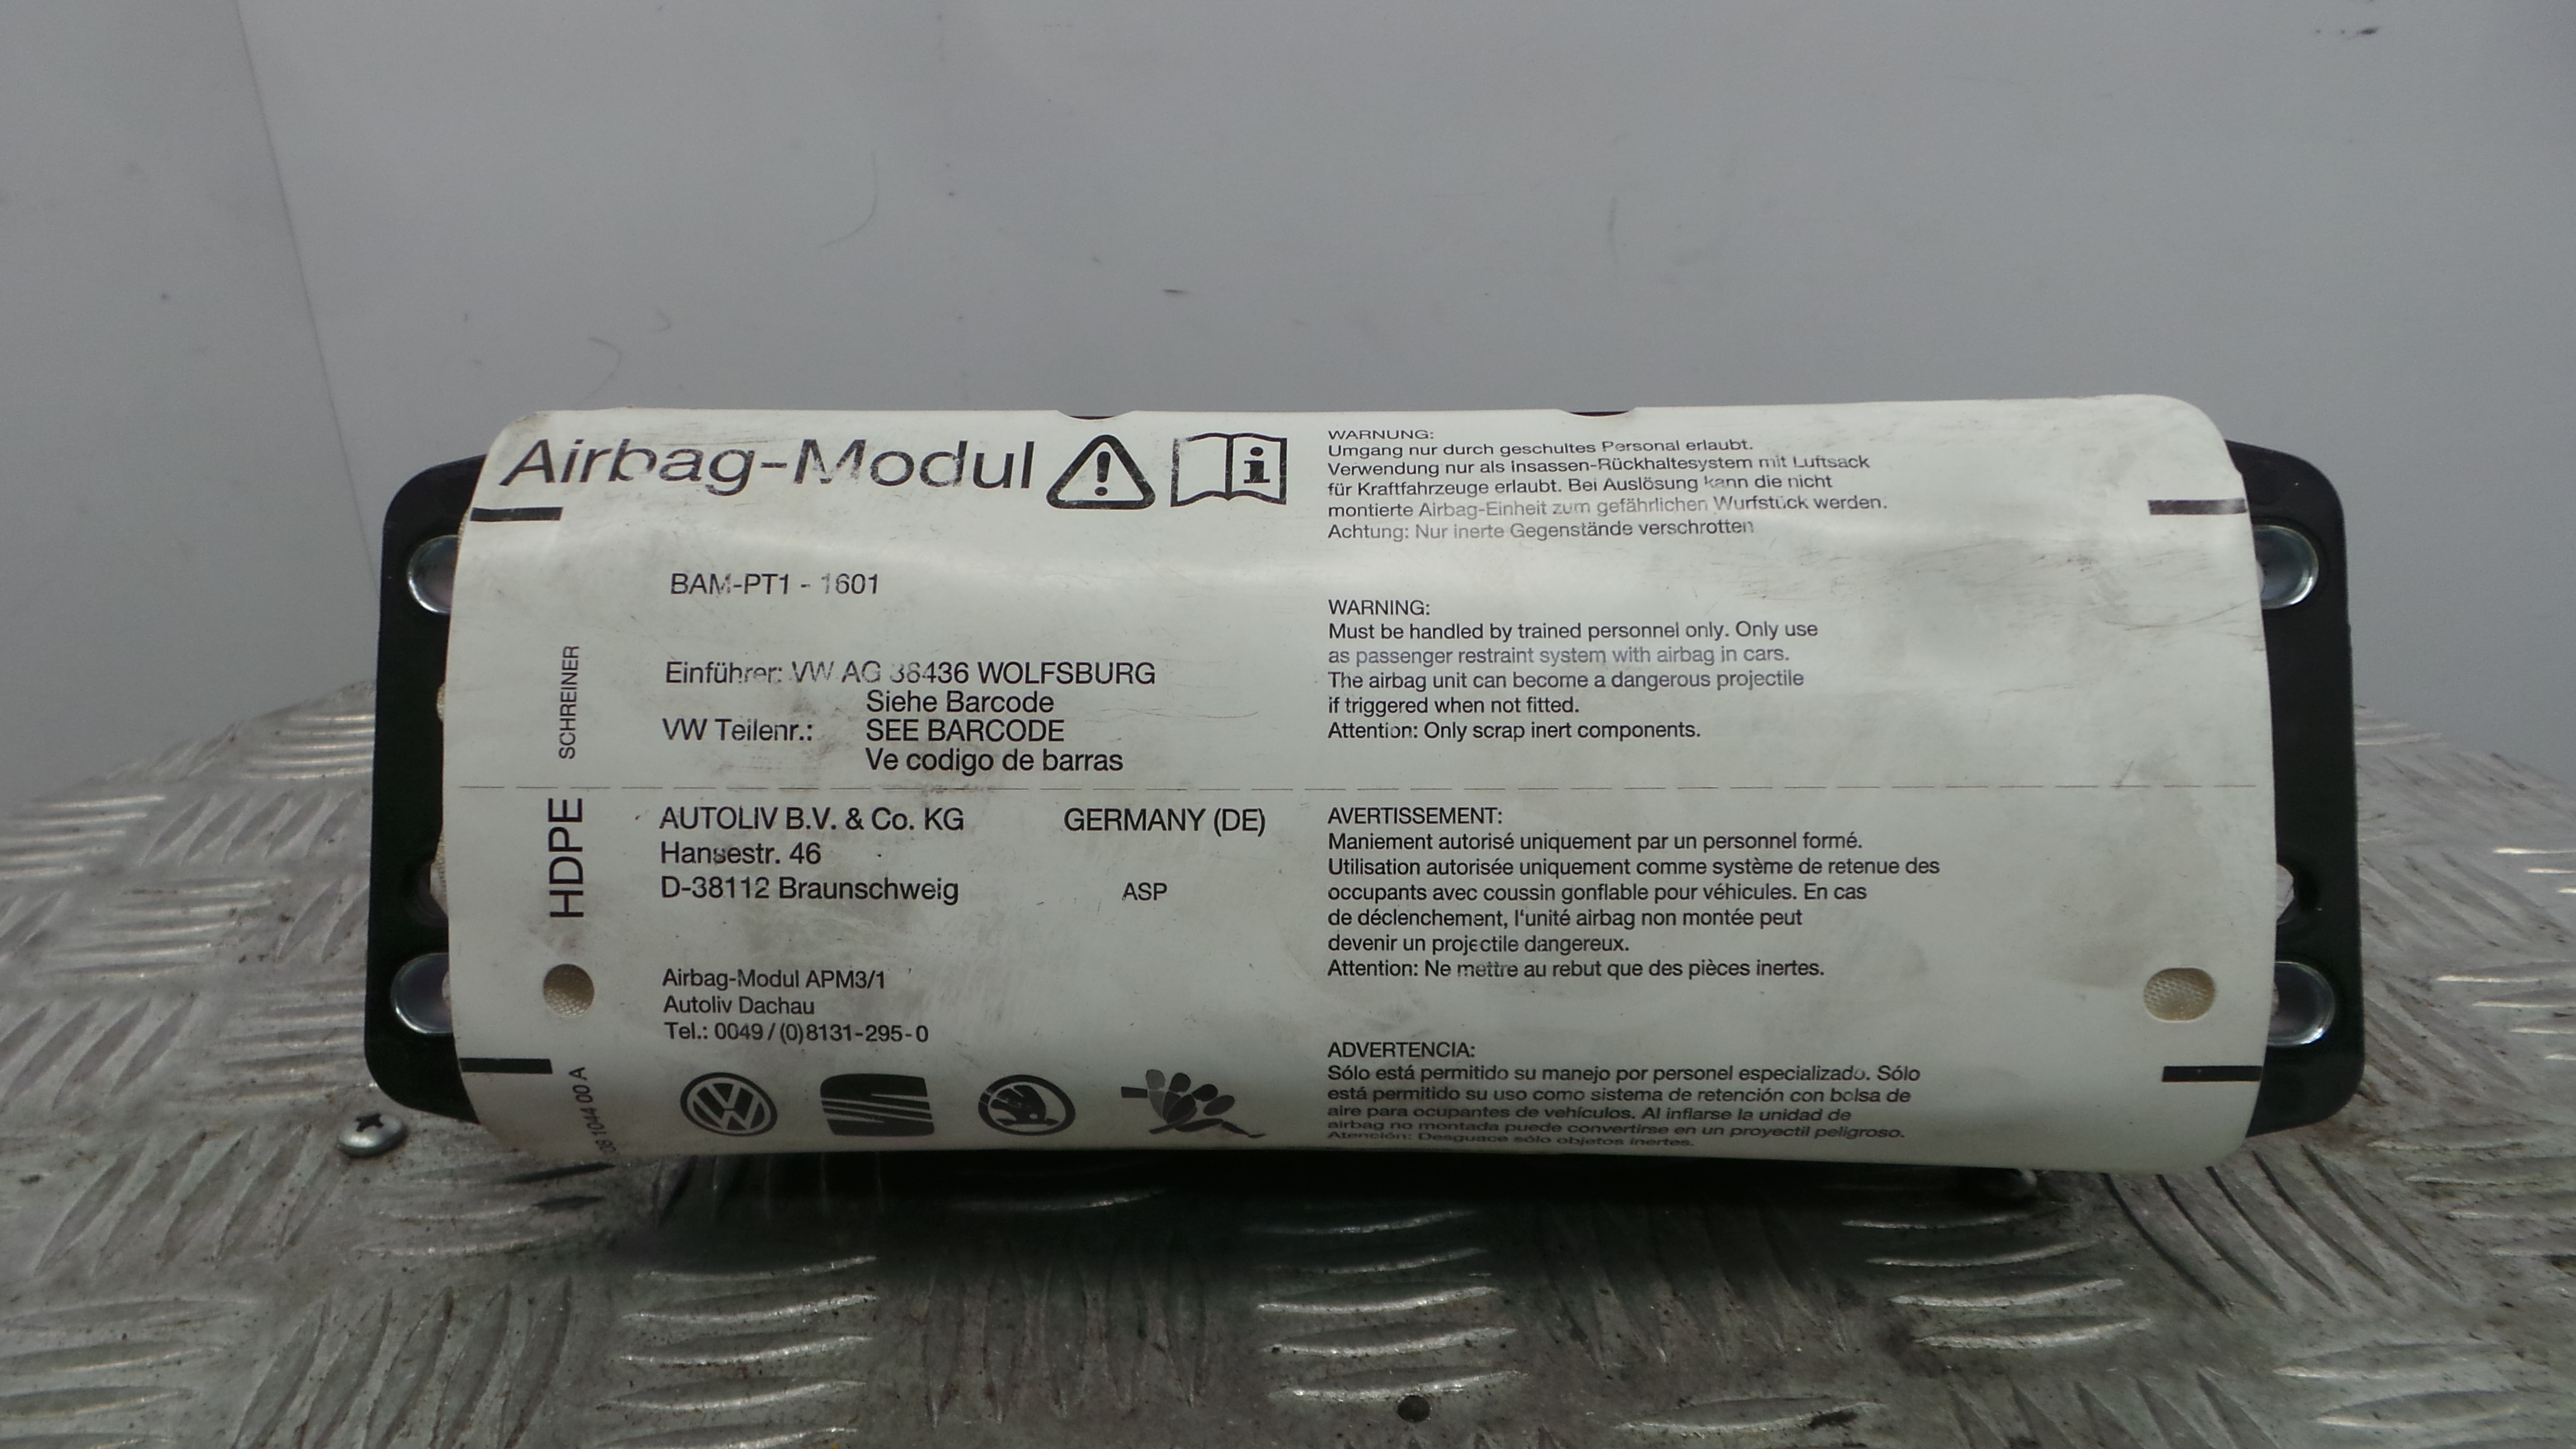 Airbag-Modul
BAM-PT1 - 1601
Einführer: VW AG 38436 WOLFSBURG
Siehe Barcode
VW Teilenr.: SEE BARCODE
Ve codigo de barras
SCHREINER
HDPE
AUTOLIV B.V. & Co. KG GERMANY (DE)
Hansestr. 46
D-38112 Braunschweig ASP
Airbag-Modul APM3/1
Autoliv Dachau
Tel.: 0049 / (0)8131-295-0
WARNUNG:
Umgang nur durch geschultes Personal erlaubt.
Verwendung nur als Insassen-Rückhaltesystem mit Luftsack
für Kraftfahrzeuge erlaubt. Bei Auslösung kann die nicht
montierte Airbag-Einheit zum gefährlichen Wurfstück werden.
Achtung: Nur inerte Gegenstände verschrotten
WARNING:
Must be handled by trained personnel only. Only use
as passenger restraint system with airbag in cars.
The airbag unit can become a dangerous projectile
if triggered when not fitted.
Attention: Only scrap inert components.
AVERTISSEMENT:
Maniement autorisé uniquement par un personnel formé.
Utilisation autorisée uniquement comme système de retenue des
occupants avec coussin gonflable pour véhicules. En cas
de déclenchement, l'unité airbag non montée peut
devenir un projectile dangereux.
Attention: Ne mettre au rebut que des pièces inertes.
ADVERTENCIA:
Sólo está permitido su manejo por personel especializado. Sólo
está permitido su uso como sistema de retención con bolsa de
aire para ocupantes de vehículos. Al inflarse la unidad de
airbag no montada puede convertirse en un proyectil peligroso.
Atención: Desguace sólo objetos inertes.